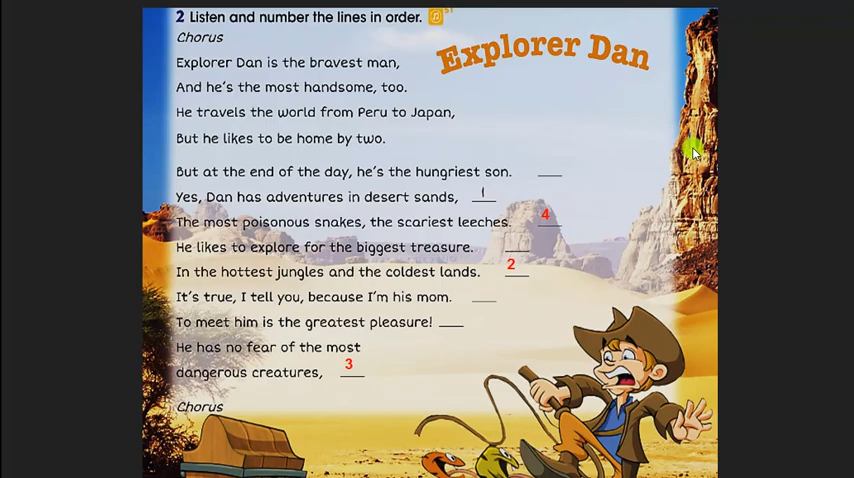 2 Listen and number the lines in order. 51
Explorer Dan
Chorus
Explorer Dan is the bravest man,
And he's the most handsome, too.
He travels the world from Peru to Japan,
But he likes to be home by two.
But at the end of the day, he's the hungriest son. ___
Yes, Dan has adventures in desert sands, 1
The most poisonous snakes, the scariest leeches. 4
He likes to explore for the biggest treasure. ___
In the hottest jungles and the coldest lands. 2
It's true, I tell you, because I'm his mom. ___
To meet him is the greatest pleasure! ___
He has no fear of the most
dangerous creatures, 3
Chorus